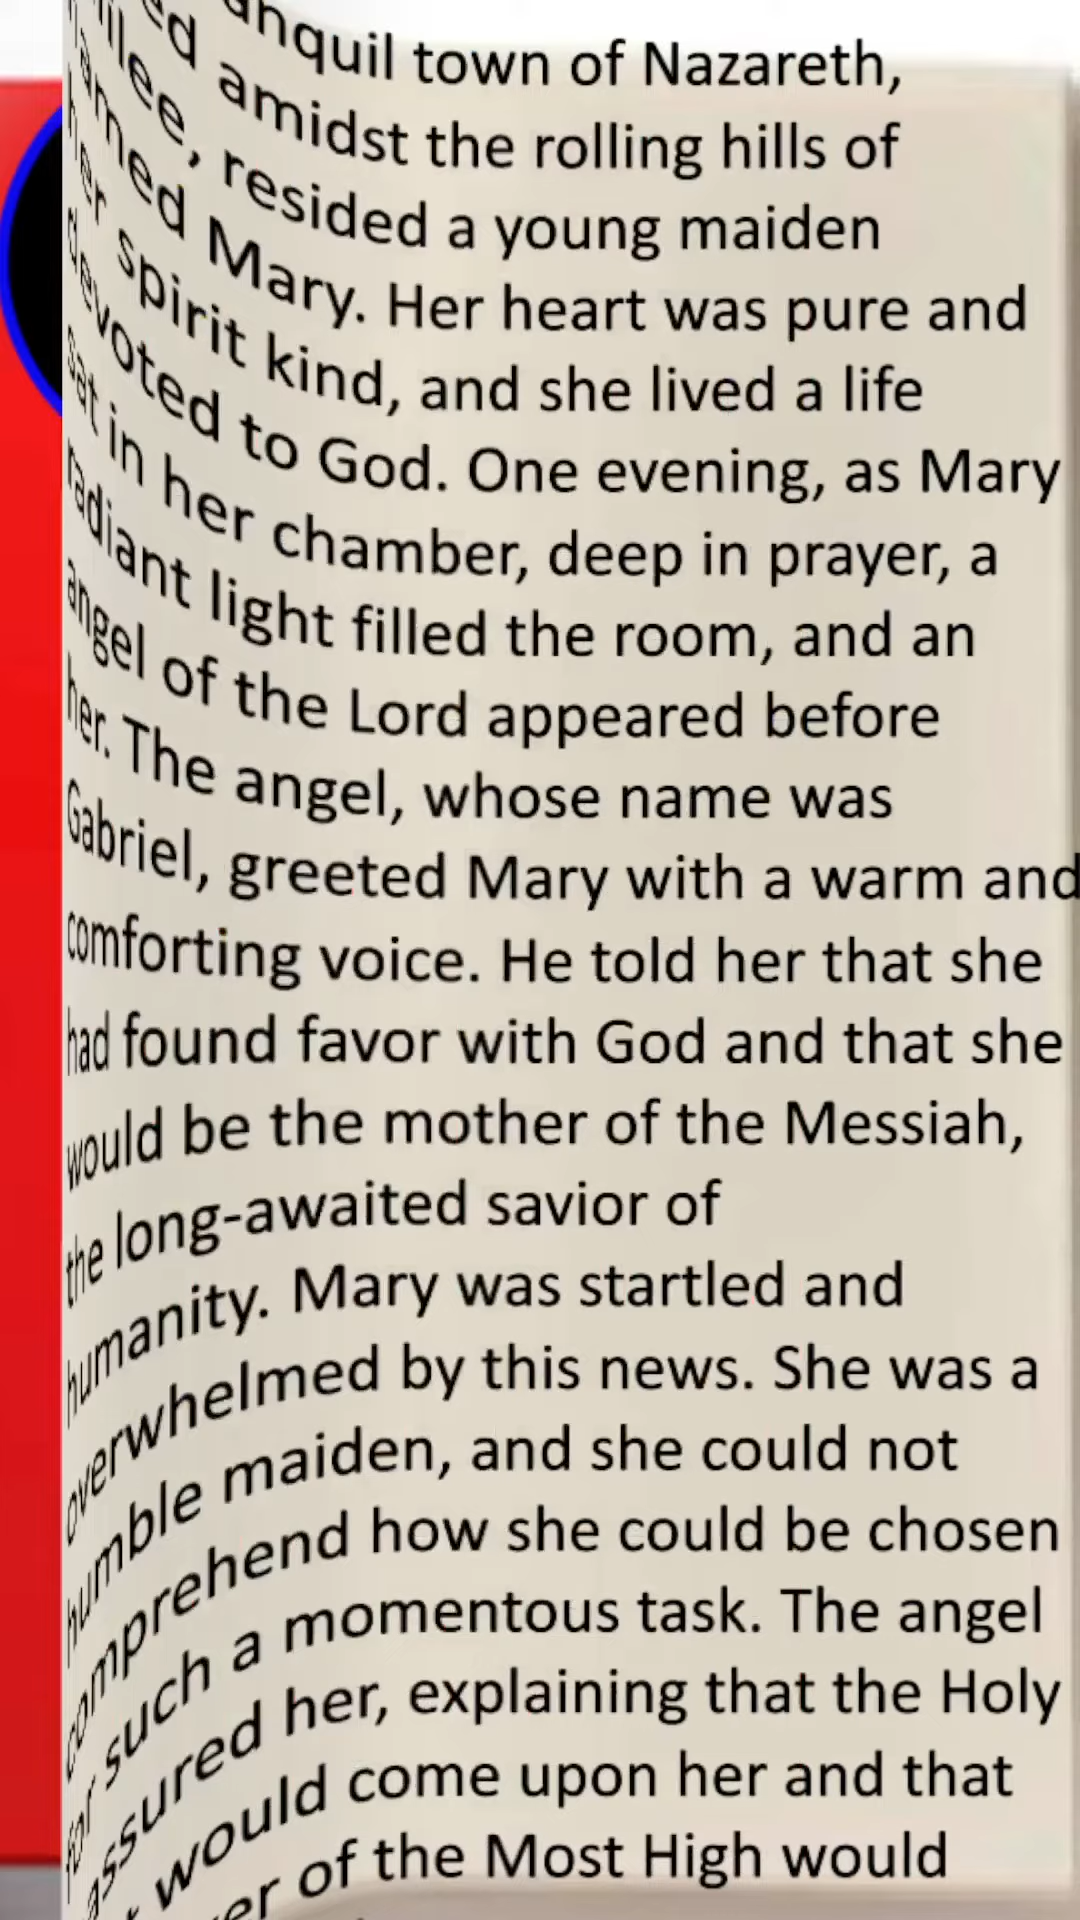 tranquil town of Nazareth,
amidst the rolling hills of
resided a young maiden
named Mary. Her heart was pure and
her spirit kind, and she lived a life
devoted to God. One evening, as Mary
sat in her chamber, deep in prayer, a
radiant light filled the room, and an
angel of the Lord appeared before
her. The angel, whose name was
Gabriel, greeted Mary with a warm and
comforting voice. He told her that she
had found favor with God and that she
would be the mother of the Messiah,
the long-awaited savior of
humanity. Mary was startled and
overwhelmed by this news. She was a
humble maiden, and she could not
comprehend how she could be chosen
for such a momentous task. The angel
assured her, explaining that the Holy
would come upon her and that
of the Most High would